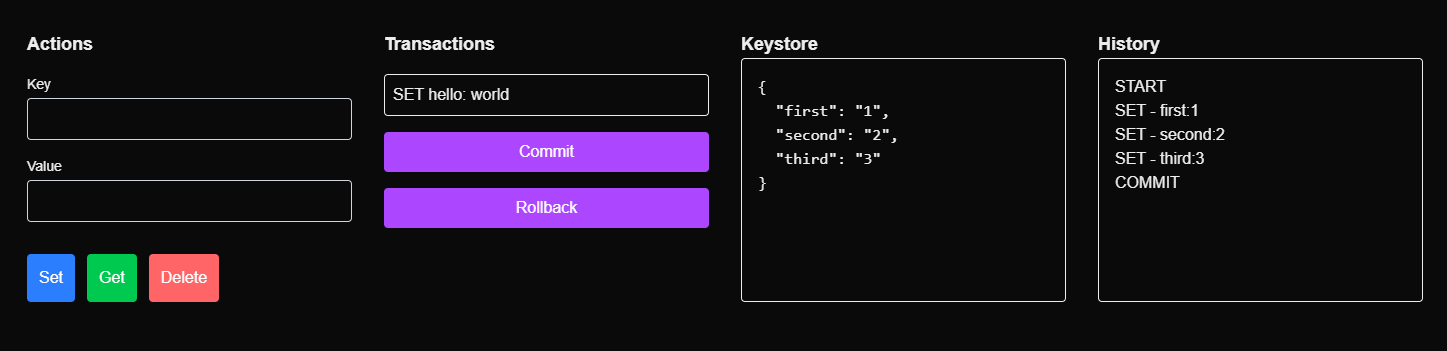 Actions
Key
Value
Set Get Delete
Transactions
SET hello: world
Commit
Rollback
Keystore
{
  "first": "1",
  "second": "2",
  "third": "3"
}
History
START
SET - first:1
SET - second:2
SET - third:3
COMMIT